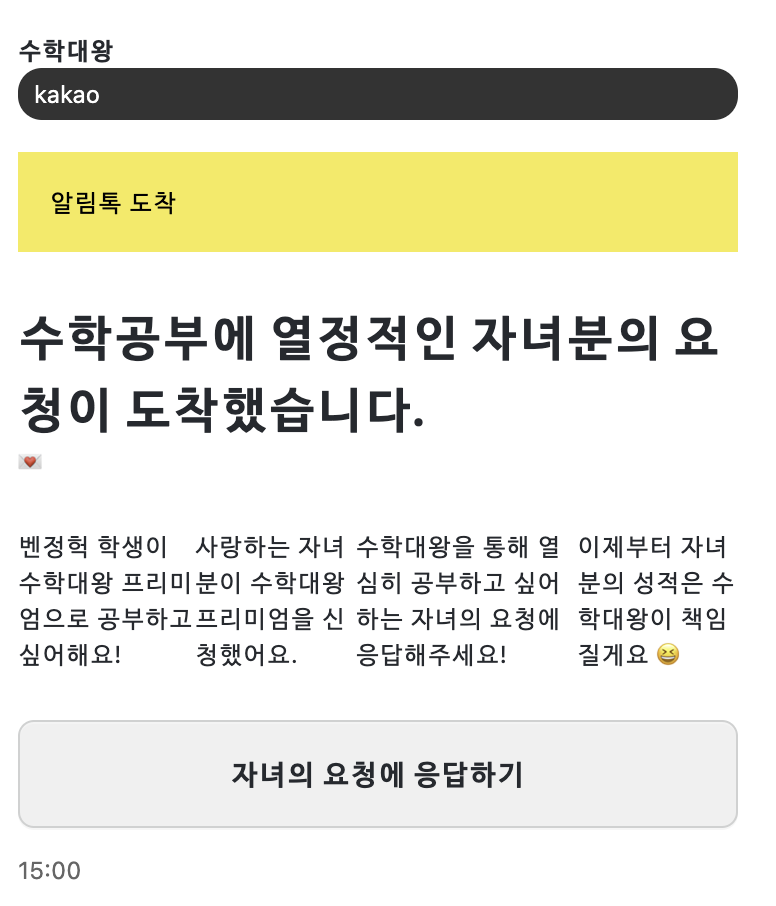 수학대왕
kakao
알림톡 도착
수학공부에 열정적인 자녀분의 요
청이 도착했습니다.
💌
벤정헉 학생이
수학대왕 프리미
엄으로 공부하고
싶어해요!
사랑하는 자녀
분이 수학대왕
프리미엄을 신
청했어요.
수학대왕을 통해 열
심히 공부하고 싶어
하는 자녀의 요청에
응답해주세요!
이제부터 자녀
분의 성적은 수
학대왕이 책임
질게요 😆
자녀의 요청에 응답하기
15:00